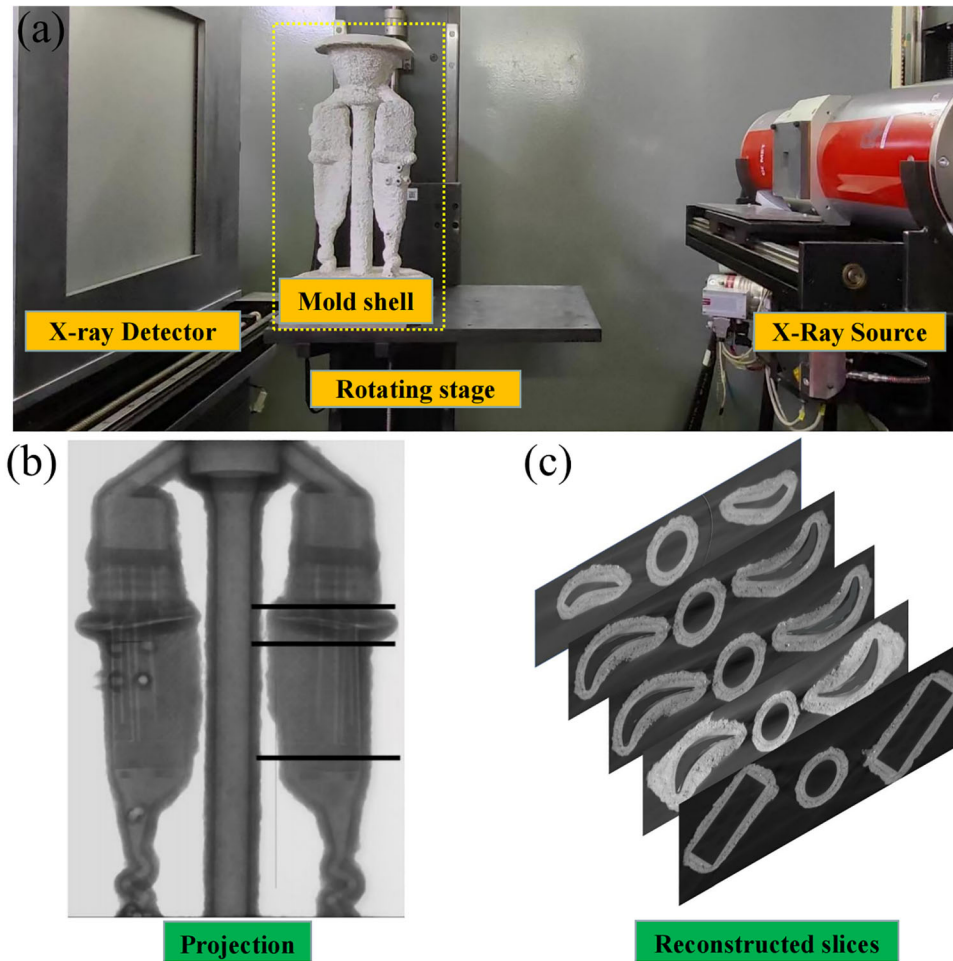 (a)
Mold shell
X-ray Detector
X-Ray Source
Rotating stage
(b)
(c)
Projection
Reconstructed slices